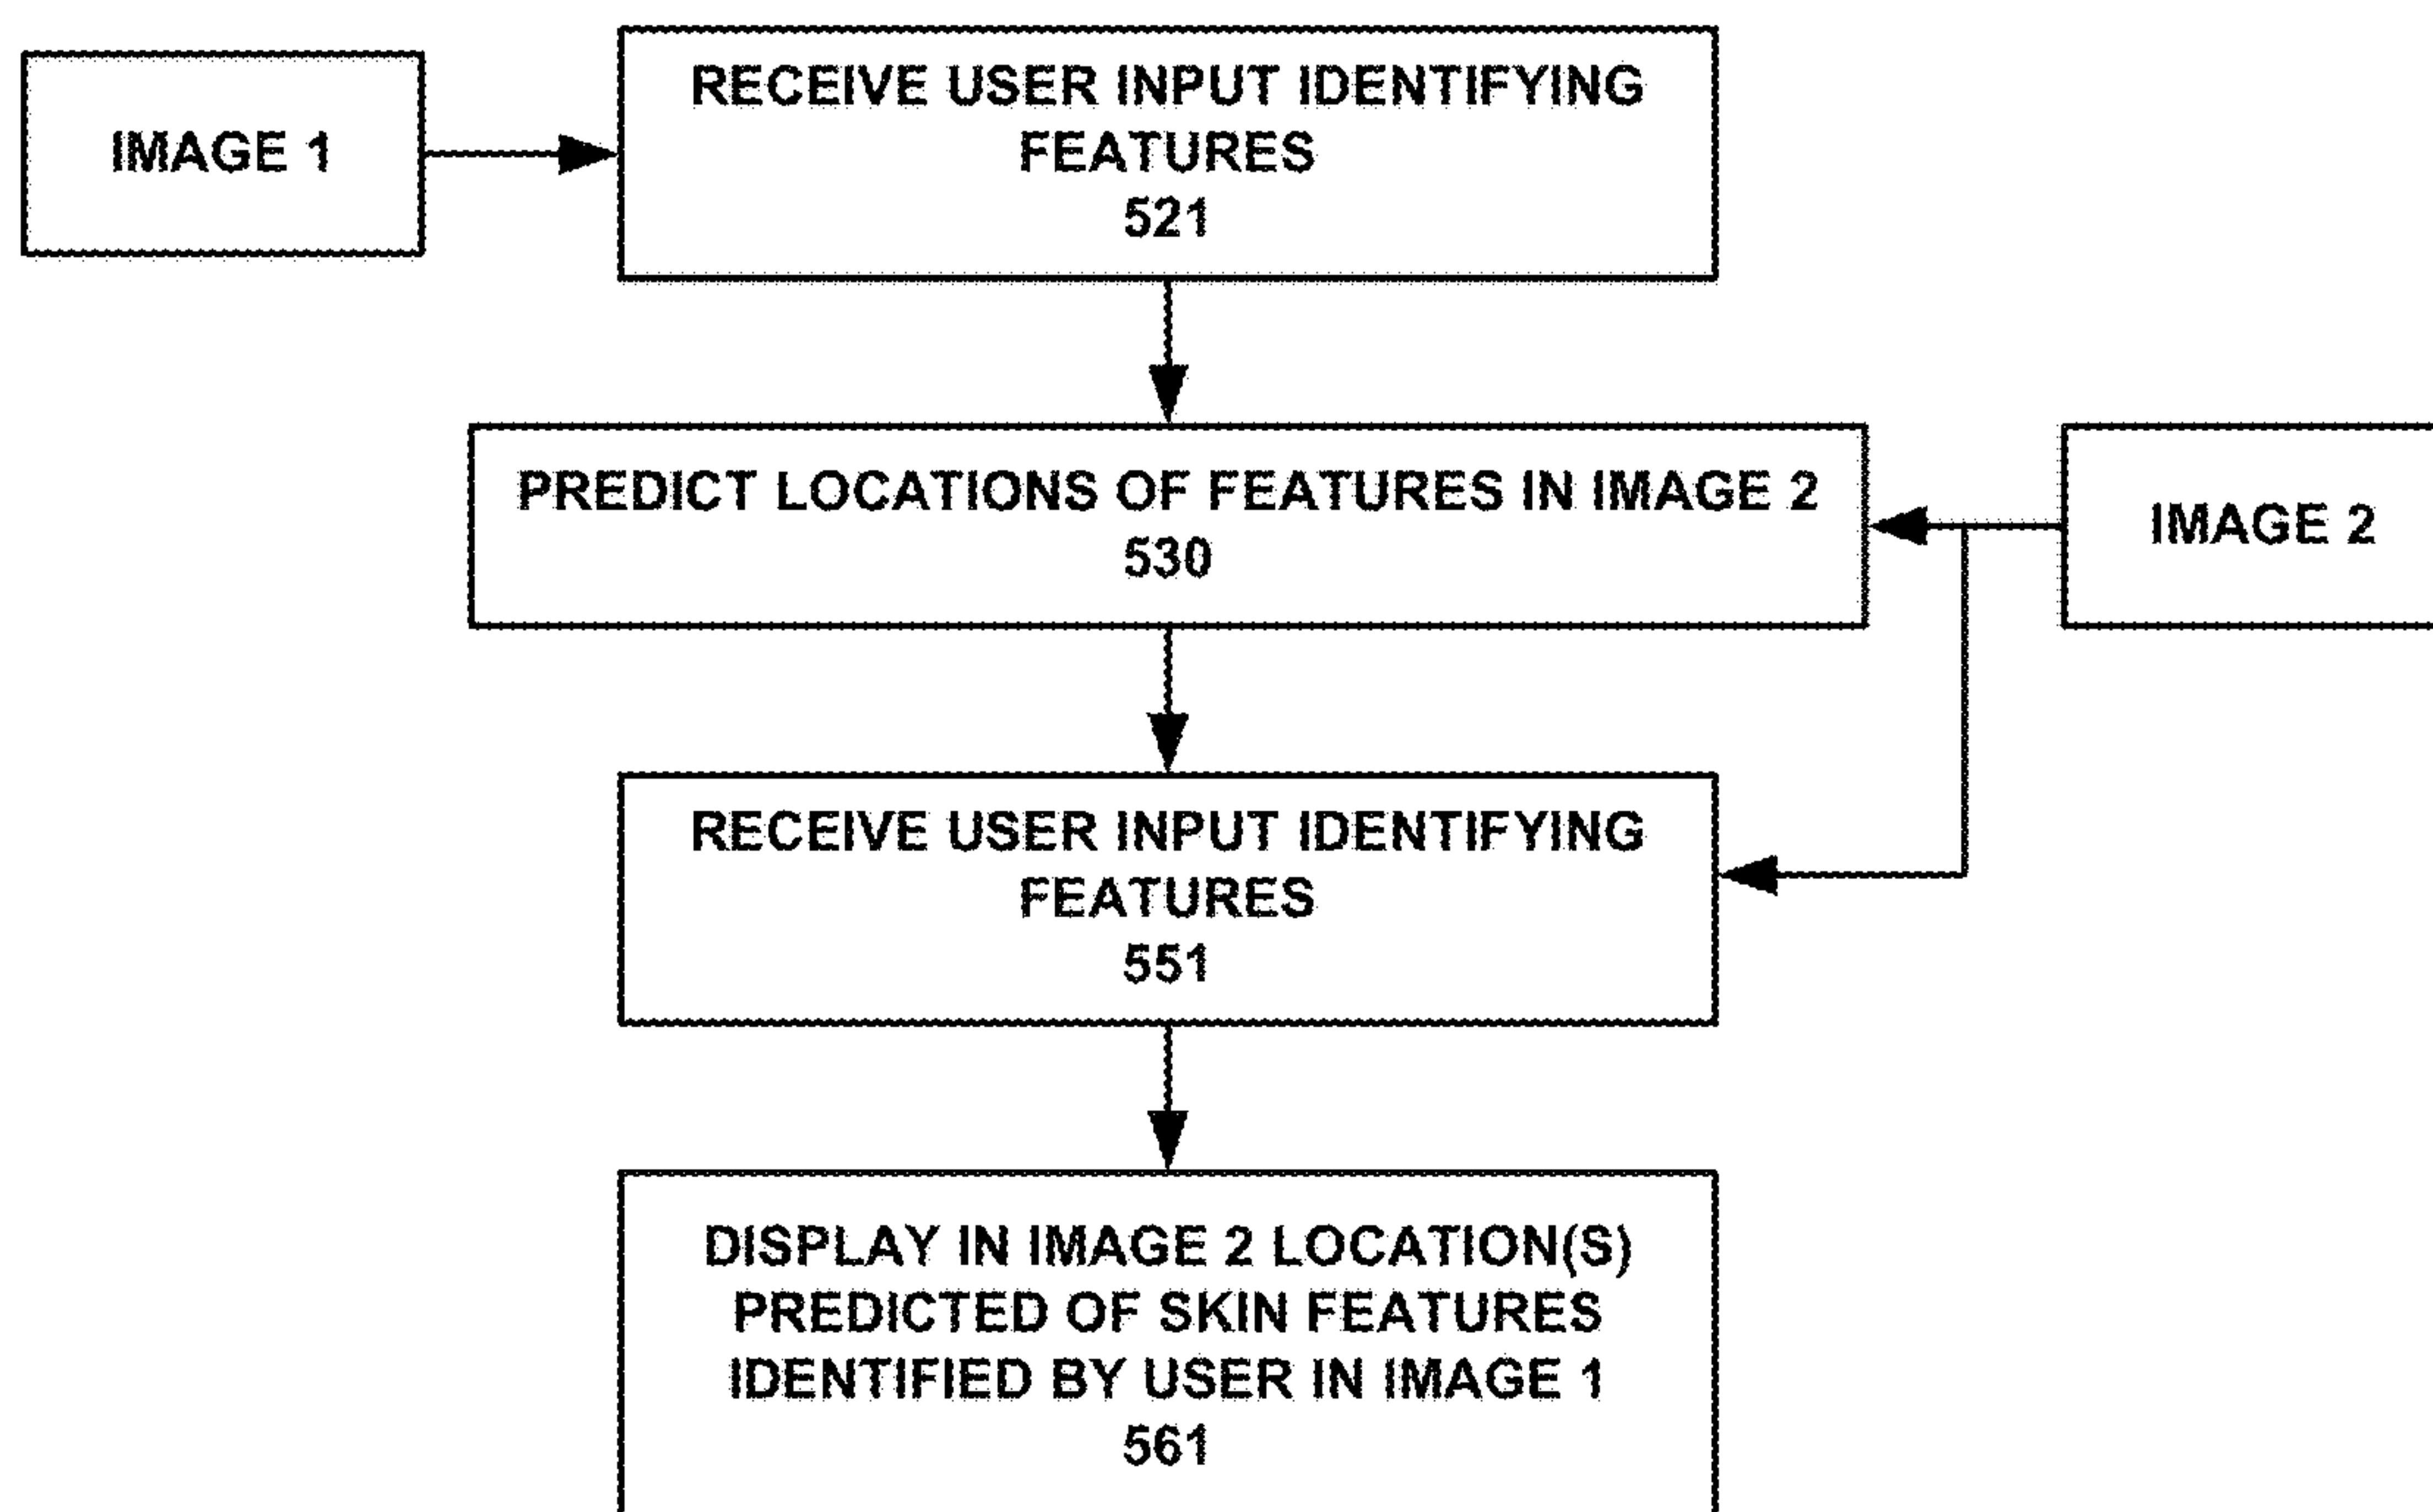 IMAGE 1
RECEIVE USER INPUT IDENTIFYING
FEATURES
521
PREDICT LOCATIONS OF FEATURES IN IMAGE 2
530
IMAGE 2
RECEIVE USER INPUT IDENTIFYING
FEATURES
551
DISPLAY IN IMAGE 2 LOCATION(S)
PREDICTED OF SKIN FEATURES
IDENTIFIED BY USER IN IMAGE 1
561